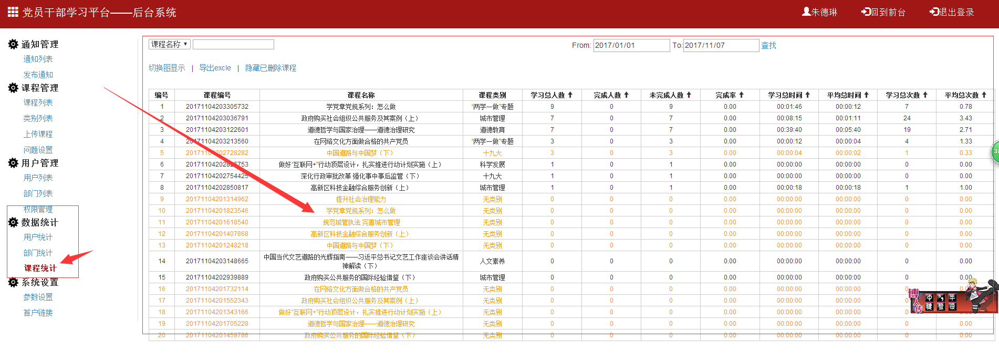 党员干部学习平台——后台系统
朱德琳 回到前台 退出登录
通知管理
通知列表
发布通知
课程管理
课程列表
类别列表
上传课程
问题设置
用户管理
用户列表
部门列表
权限管理
数据统计
用户统计
部门统计
课程统计
系统设置
参数设置
首户链接
课程名称 From: 2017/01/01 To: 2017/11/07 查找
切换图显示 | 导出excle | 隐藏已删除课程
编号 课程编号 课程名称 课程类别 学习总人数 完成人数 未完成人数 完成率 学习总时间 平均总时间 学习总次数 平均总次数
1 20171104203305732 学党章党规系列：怎么做 “两学一做”专题 9 0 9 0.00 00:01:46 00:00:12 7 0.78
2 20171104203036791 政府购买社会组织公共服务及其案例（上） 城市管理 7 0 7 0.00 00:08:15 00:01:11 24 3.43
3 20171104203122601 道德哲学与国家治理——道德治理研究 道德教育 7 0 7 0.00 00:39:40 00:05:40 19 2.71
4 20171104203213560 在网络文化方面做合格的共产党员 “两学一做”专题 3 0 3 0.00 00:00:12 00:00:04 4 1.33
5 20171104202728282 中国道路与中国梦（下） 十九大 3 0 3 0.00 00:00:04 00:00:02 1 0.33
6 20171104202825753 做好“互联网+”行动顶层设计，扎实推进行动计划实施（上） 科学发展 1 0 1 0.00 00:00:00 00:00:00 0 0.00
7 20171104202754425 深化行政审批改革 强化事中事后监管（下） 十九大 1 0 1 0.00 00:00:00 00:00:00 0 0.00
8 20171104202850817 高新区科技金融综合服务创新（上） 城市管理 1 0 1 0.00 00:00:18 00:00:18 1 1.00
9 20171104201314962 提升社会治理能力 无类别 0 0 0 0.00 00:00:00 00:00:00 0 0.00
10 20171104201823546 学党章党规系列：怎么做 无类别 0 0 0 0.00 00:00:00 00:00:00 0 0.00
11 20171104201618540 规范城管执法 完善城市管理 无类别 0 0 0 0.00 00:00:00 00:00:00 0 0.00
12 20171104201407868 高新区科技金融综合服务创新（上） 无类别 0 0 0 0.00 00:00:00 00:00:00 0 0.00
13 20171104201248218 中国道路与中国梦（下） 无类别 0 0 0 0.00 00:00:00 00:00:00 0 0.00
14 20171104203148665 中国当代文艺道路的光辉指南——习近平总书记文艺工作座谈会讲话精 人文素养 0 0 0 0.00 00:00:00 00:00:00 0 0.00
神解读（下）
15 20171104202939889 政府购买公共服务的国际经验借鉴（下） 城市管理 0 0 0 0.00 00:00:00 00:00:00 0 0.00
16 20171104201732114 在网络文化方面做合格的共产党员 无类别 0 0 0 0.00 00:00:00 00:00:00 0
17 20171104201552343 政府购买社会组织公共服务及其案例（上） 无类别 0 0 0 0.00 00:00:00 00:00:00 0
18 20171104201343166 做好“互联网+”行动顶层设计，扎实推进行动计划实施（上） 无类别 0 0 0 0.00 00:00:00 00:00:00 0 0.00
19 20171104201705228 道德哲学与国家治理——道德治理研究 无类别 0 0 0 0.00 00:00:00 00:00:00 0 0.00
20 20171104201459786 政府购买公共服务的国际经验借鉴（下） 无类别 0 0 0 0.00 00:00:00 00:00:00 0 0.00
31
博人传
中 半
键 登 设